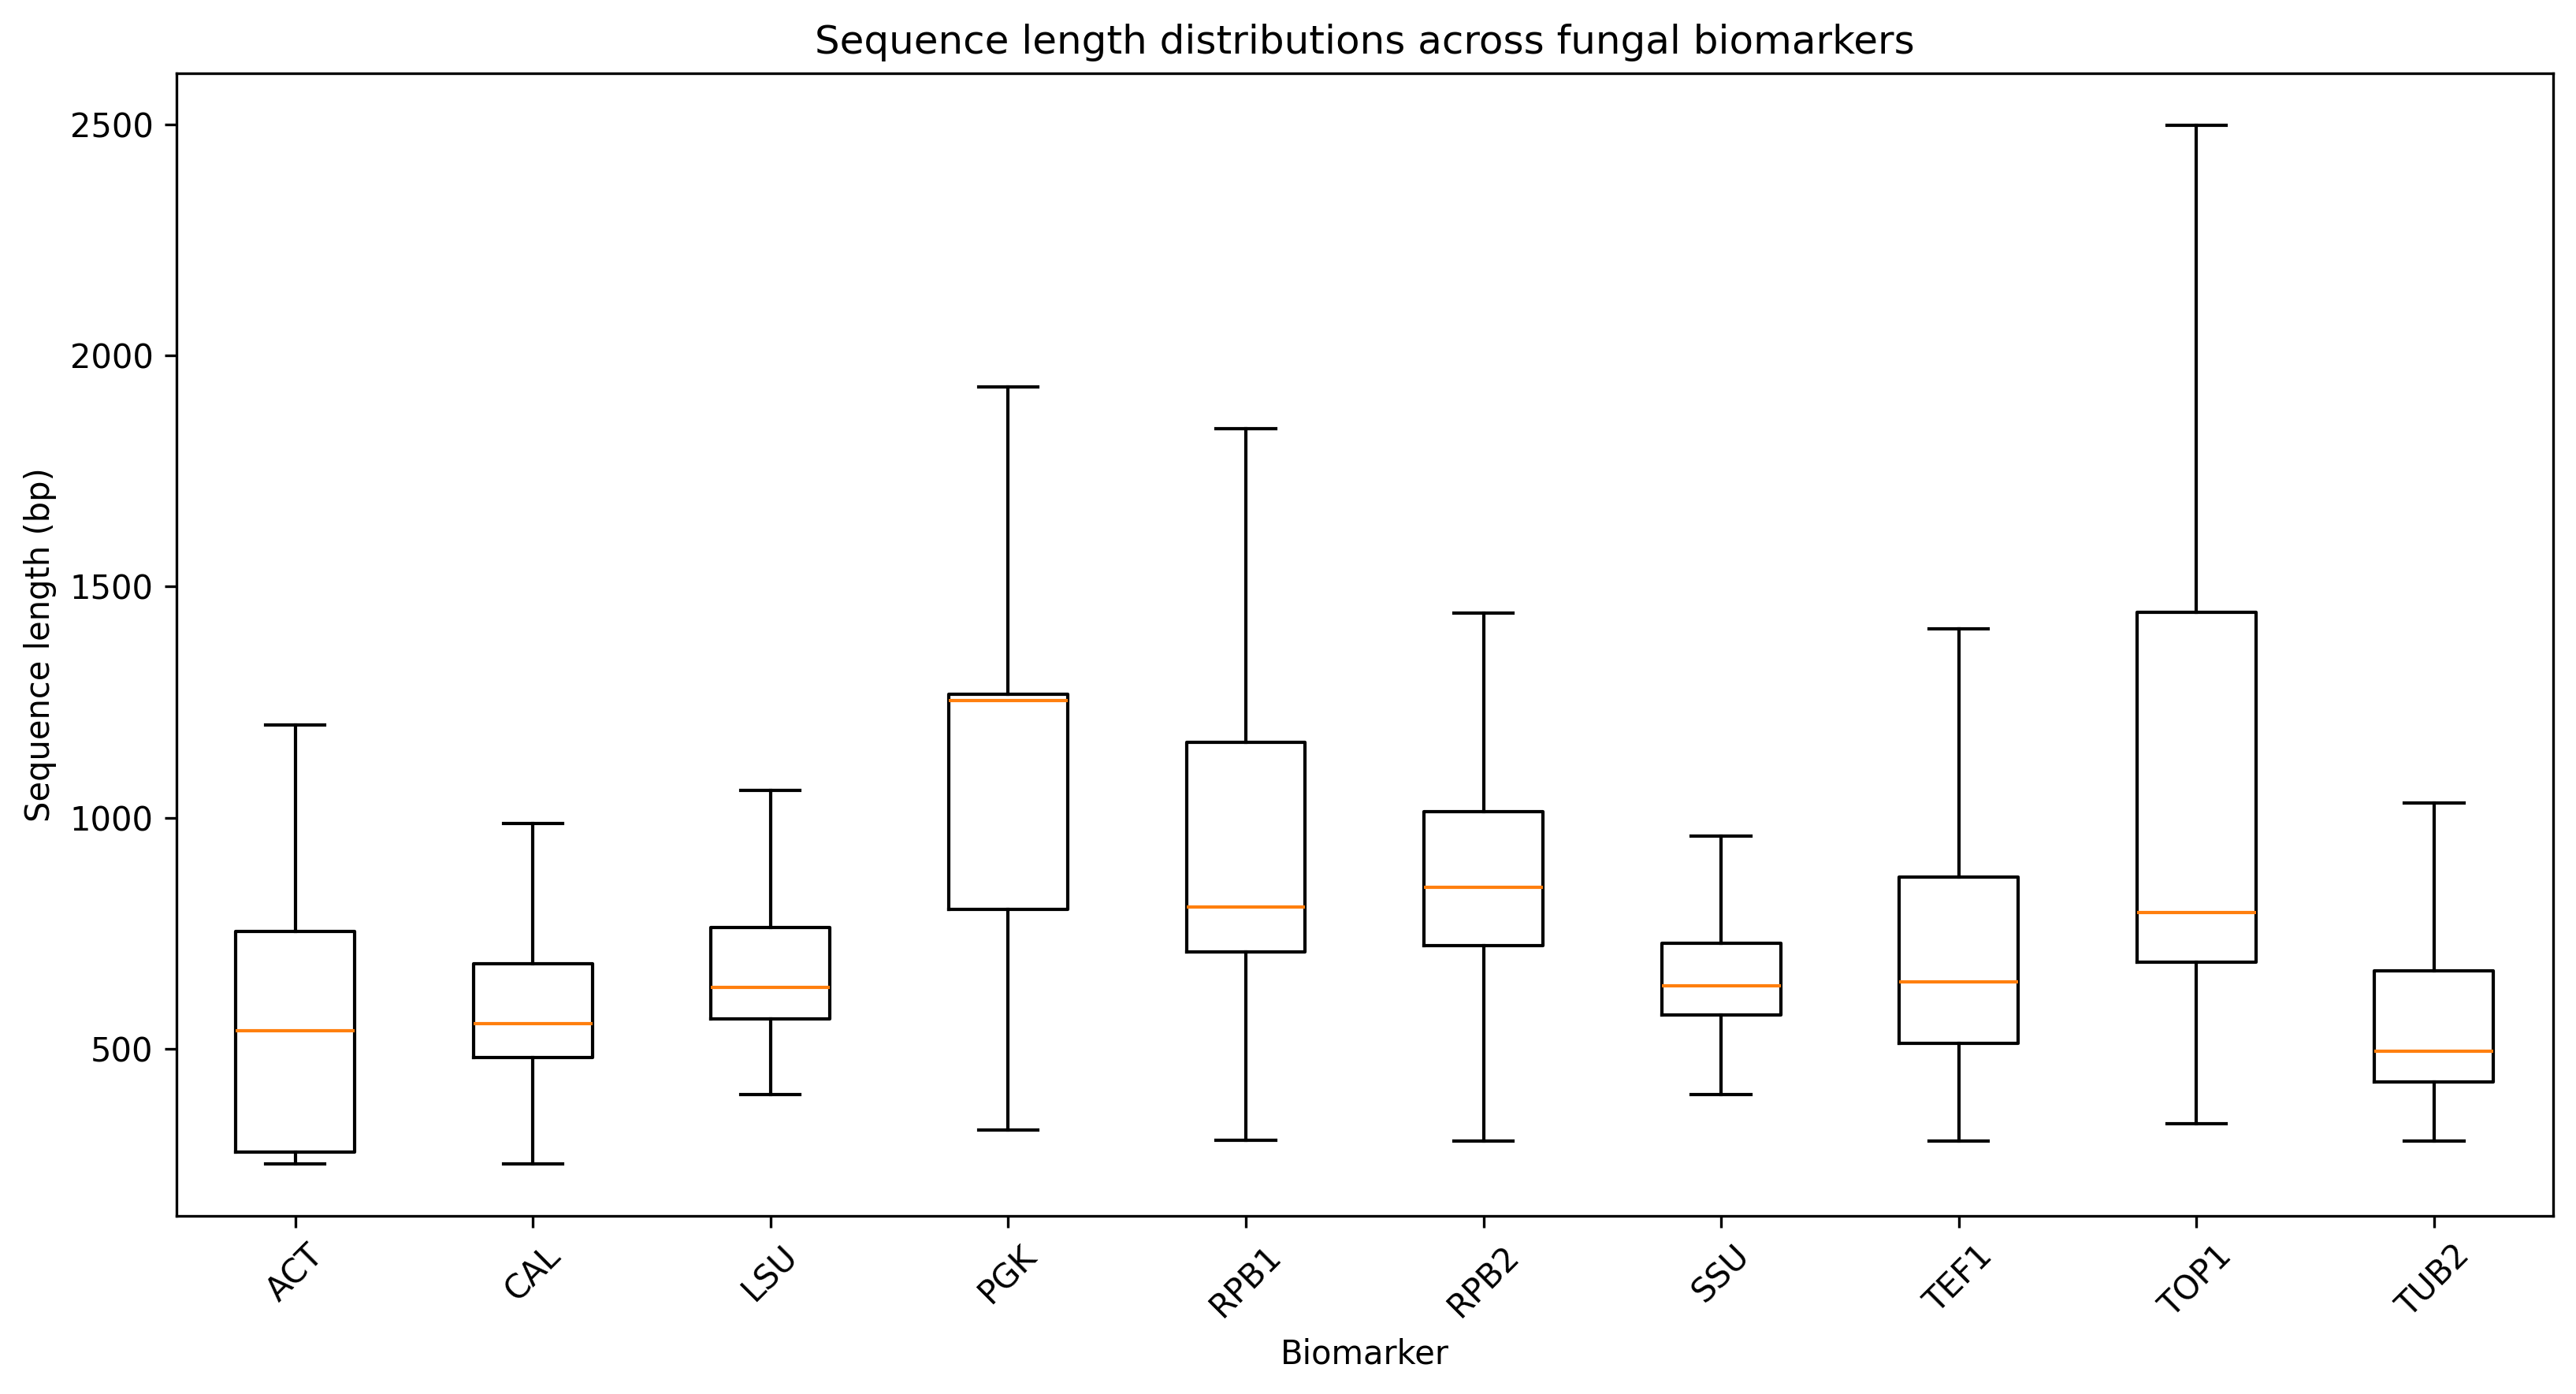 Sequence length distributions across fungal biomarkers
Sequence length (bp)
2500
2000
1500
1000
500
ACT
CAL
LSU
PGK
RPB1
RPB2
SSU
TEF1
TOP1
TUB2
Biomarker